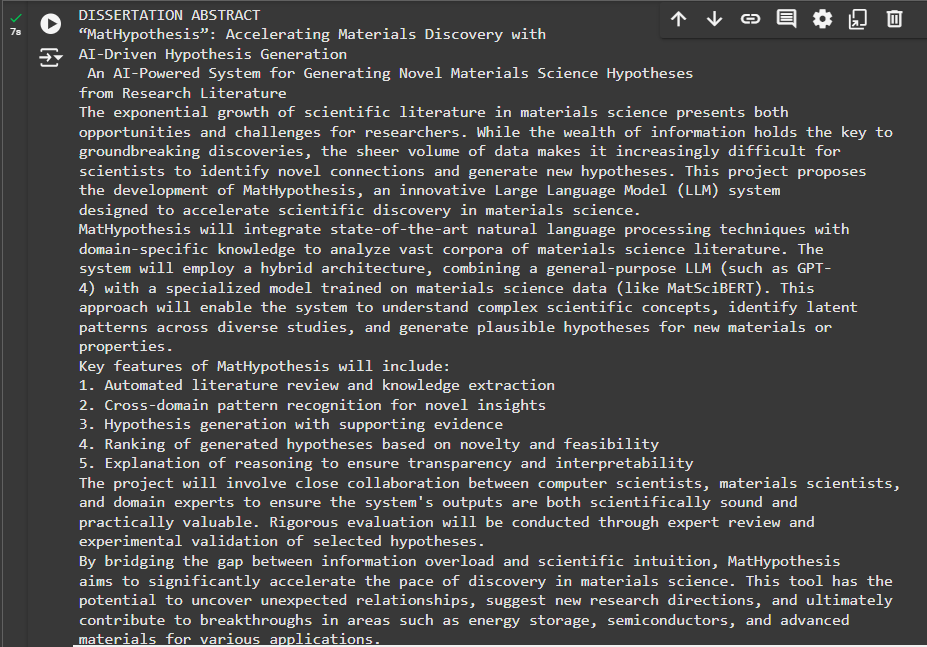 7s
DISSERTATION ABSTRACT
“MatHypothesis”: Accelerating Materials Discovery with
AI-Driven Hypothesis Generation
An AI-Powered System for Generating Novel Materials Science Hypotheses
from Research Literature
The exponential growth of scientific literature in materials science presents both
opportunities and challenges for researchers. While the wealth of information holds the key to
groundbreaking discoveries, the sheer volume of data makes it increasingly difficult for
scientists to identify novel connections and generate new hypotheses. This project proposes
the development of MatHypothesis, an innovative Large Language Model (LLM) system
designed to accelerate scientific discovery in materials science.
MatHypothesis will integrate state-of-the-art natural language processing techniques with
domain-specific knowledge to analyze vast corpora of materials science literature. The
system will employ a hybrid architecture, combining a general-purpose LLM (such as GPT-
4) with a specialized model trained on materials science data (like MatSciBERT). This
approach will enable the system to understand complex scientific concepts, identify latent
patterns across diverse studies, and generate plausible hypotheses for new materials or
properties.
Key features of MatHypothesis will include:
1. Automated literature review and knowledge extraction
2. Cross-domain pattern recognition for novel insights
3. Hypothesis generation with supporting evidence
4. Ranking of generated hypotheses based on novelty and feasibility
5. Explanation of reasoning to ensure transparency and interpretability
The project will involve close collaboration between computer scientists, materials scientists,
and domain experts to ensure the system's outputs are both scientifically sound and
practically valuable. Rigorous evaluation will be conducted through expert review and
experimental validation of selected hypotheses.
By bridging the gap between information overload and scientific intuition, MatHypothesis
aims to significantly accelerate the pace of discovery in materials science. This tool has the
potential to uncover unexpected relationships, suggest new research directions, and ultimately
contribute to breakthroughs in areas such as energy storage, semiconductors, and advanced
materials for various applications.